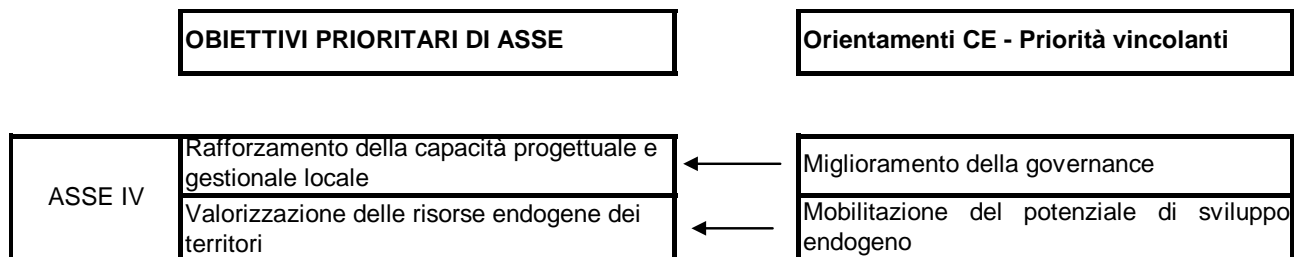 OBIETTIVI PRIORITARI DI ASSE
Orientamenti CE - Priorità vincolanti
ASSE IV
Rafforzamento della capacità progettuale e
gestionale locale
Miglioramento della governance
Valorizzazione delle risorse endogene dei
territori
Mobilitazione del potenziale di sviluppo
endogeno